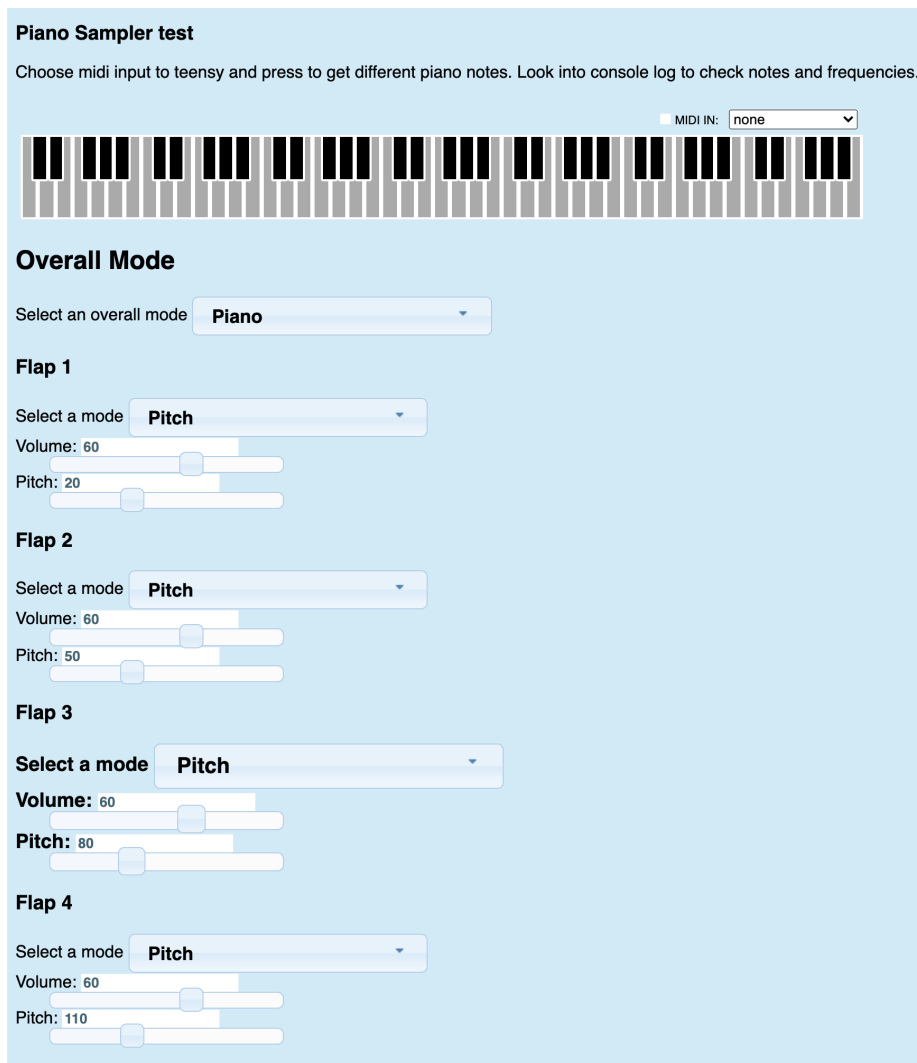 Piano Sampler test
Choose midi input to teensy and press to get different piano notes. Look into console log to check notes and frequencies.
MIDI IN: none
Overall Mode
Select an overall mode Piano
Flap 1
Select a mode Pitch
Volume: 60
Pitch: 20
Flap 2
Select a mode Pitch
Volume: 60
Pitch: 50
Flap 3
Select a mode Pitch
Volume: 60
Pitch: 80
Flap 4
Select a mode Pitch
Volume: 60
Pitch: 110